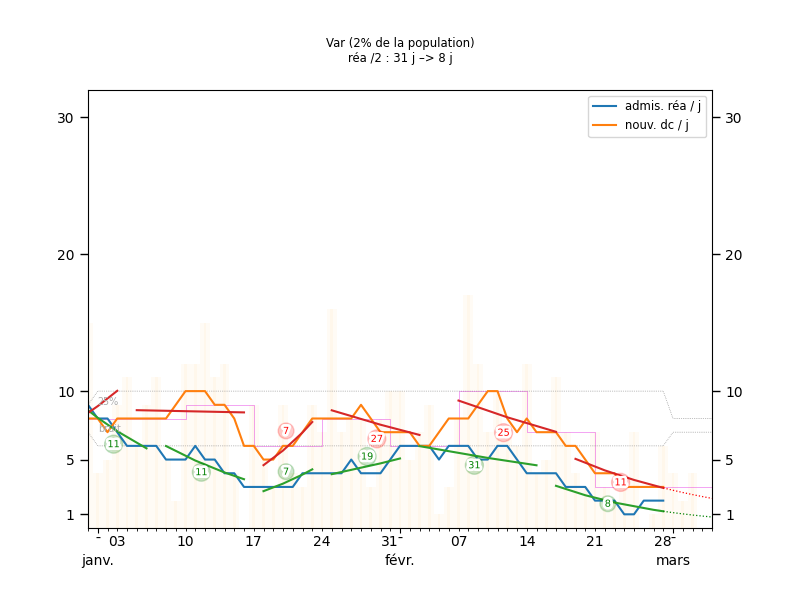 Var (2% de la population)
réa /2 : 31 j –> 8 j
admis. réa / j
nouv. dc / j
30 30
20 20
10 10
5 5
1 1
25%
11
11
7
7
27
19
31
25
11
8
03 10 17 24 31 07 14 21 28
janv. févr. mars